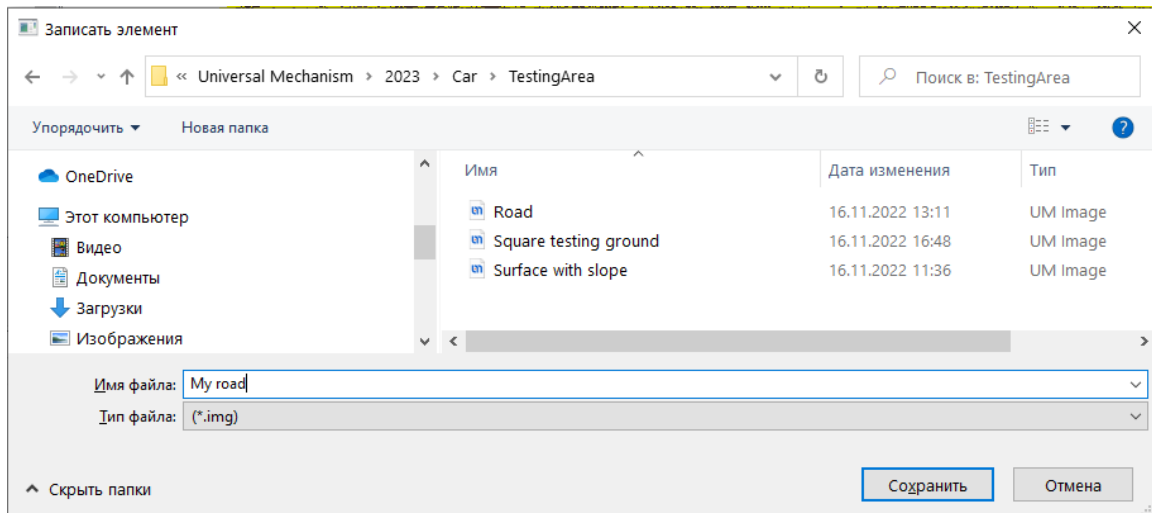 Записать элемент
« Universal Mechanism › 2023 › Car › TestingArea
Поиск в: TestingArea
Упорядочить
Новая папка
OneDrive
Этот компьютер
Видео
Документы
Загрузки
Изображения
Имя Дата изменения Тип
Road 16.11.2022 13:11 UM Image
Square testing ground 16.11.2022 16:48 UM Image
Surface with slope 16.11.2022 11:36 UM Image
Имя файла: My road
Тип файла: (*.img)
Скрыть папки
Сохранить
Отмена